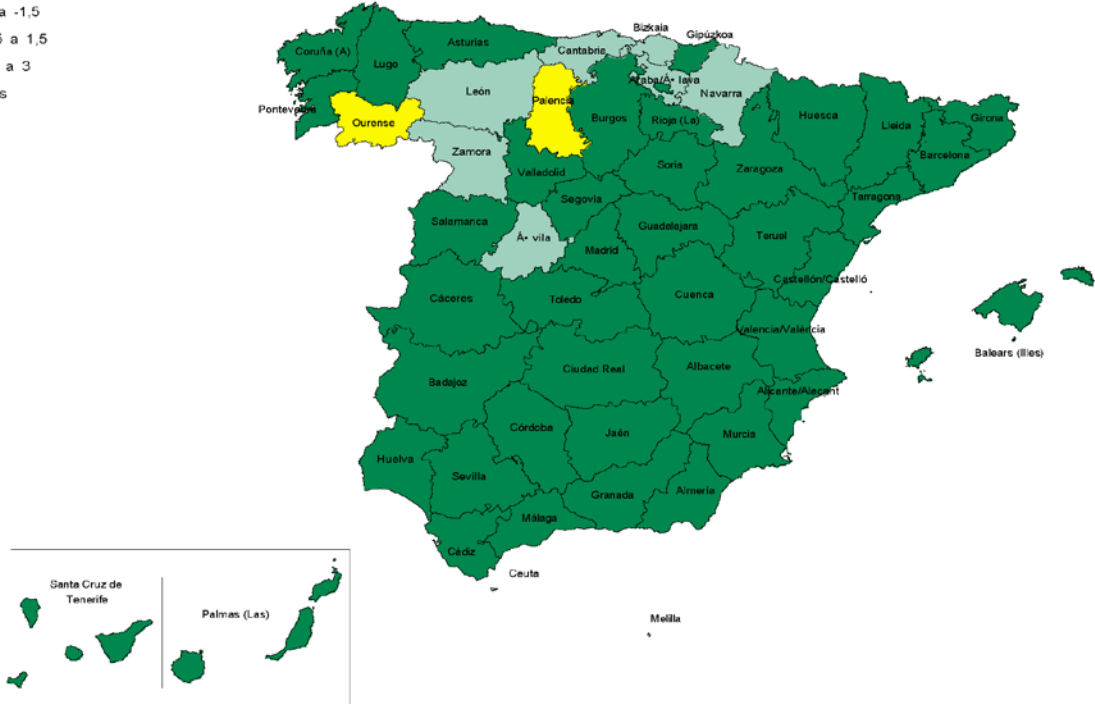 a -1,5
a 1,5
a 3
s
Bizkaia
Gipúzkoa
Asturias
Cantabria
Coruña (A)
Lugo
Araba/Á• lava
León
Navarra
Palencia
Pontevedra
Ourense
Burgos
Rioja (La)
Huesca
Lleida
Girona
Zamora
Barcelona
Valladolid
Soria
Zaragoza
Segovia
Tarragona
Salamanca
Guadalajara
Á• vila
Madrid
Teruel
Castellón/Castelló
Cáceres
Toledo
Cuenca
Valencia/València
Balears (Illes)
Badajoz
Ciudad Real
Albacete
Alicante/Alacant
Córdoba
Jaén
Murcia
Huelva
Sevilla
Granada
Almería
Málaga
Cádiz
Ceuta
Santa Cruz de
Tenerife
Palmas (Las)
Melilla